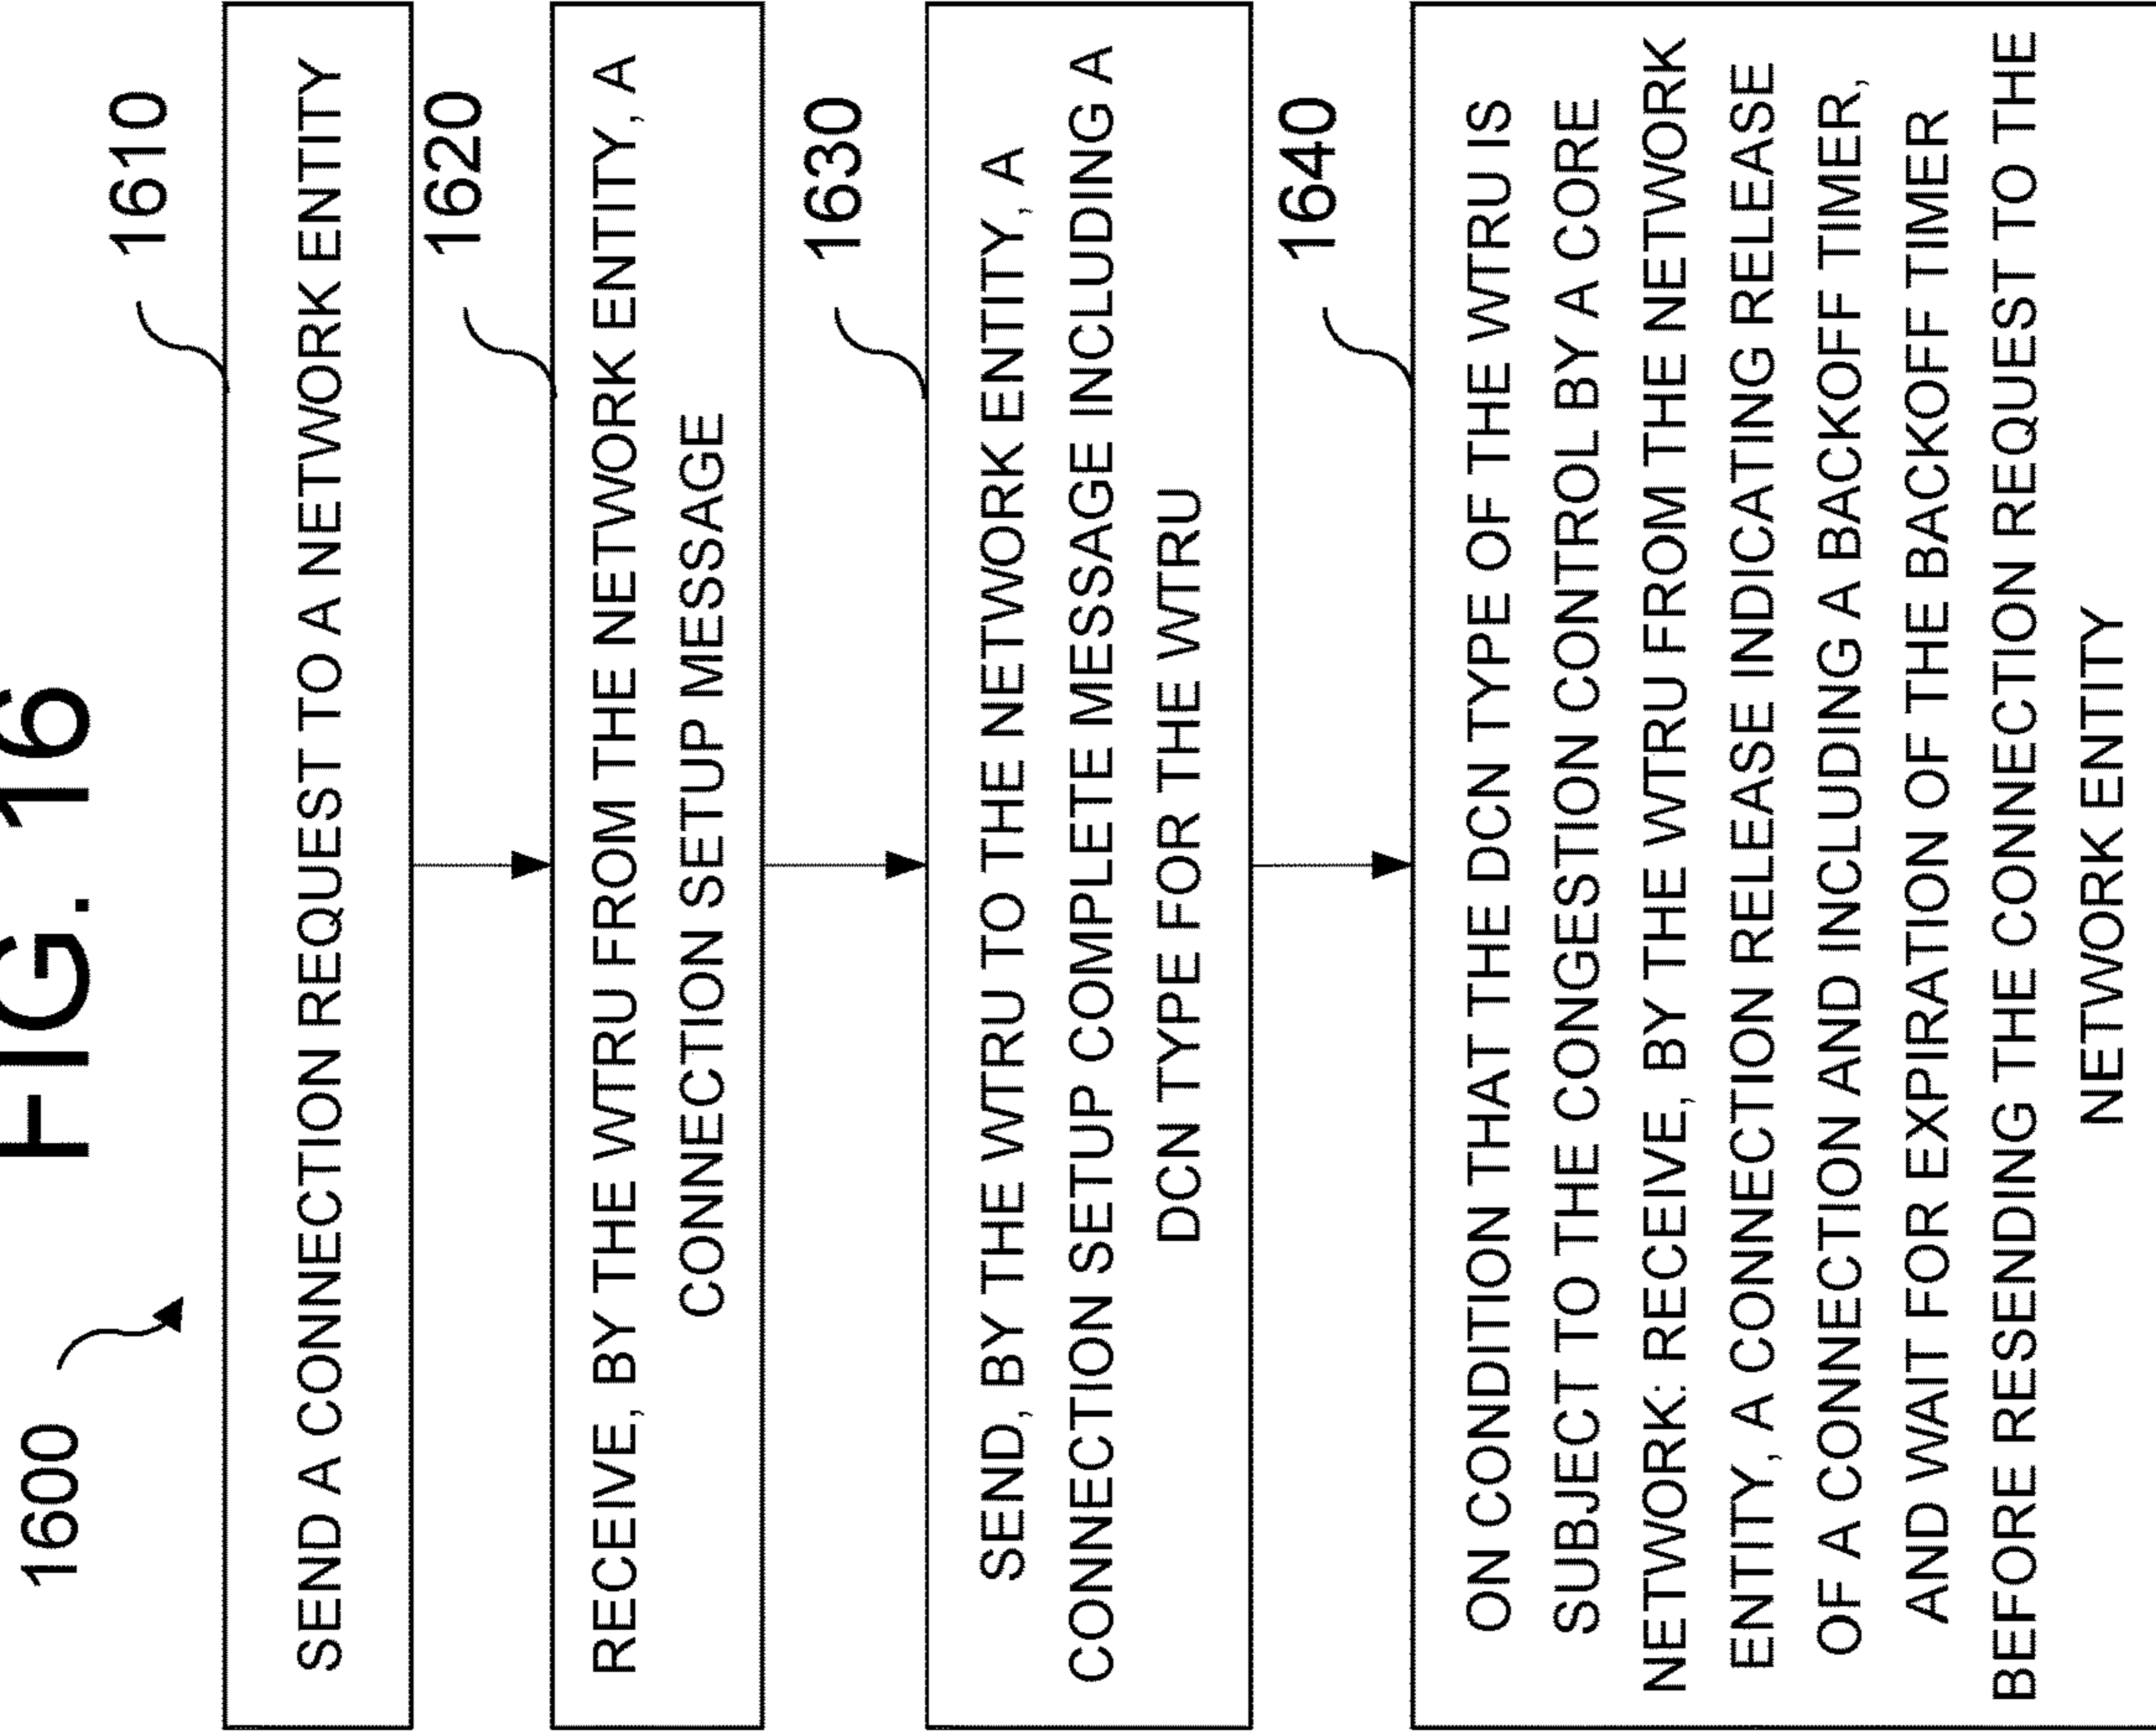 FIG. 16
1600
1610
SEND A CONNECTION REQUEST TO A NETWORK ENTITY
1620
RECEIVE, BY THE WTRU FROM THE NETWORK ENTITY, A
CONNECTION SETUP MESSAGE
1630
SEND, BY THE WTRU TO THE NETWORK ENTITY, A
CONNECTION SETUP COMPLETE MESSAGE INCLUDING A
DCN TYPE FOR THE WTRU
1640
ON CONDITION THAT THE DCN TYPE OF THE WTRU IS
SUBJECT TO THE CONGESTION CONTROL BY A CORE
NETWORK: RECEIVE, BY THE WTRU FROM THE NETWORK
ENTITY, A CONNECTION RELEASE INDICATING RELEASE
OF A CONNECTION AND INCLUDING A BACKOFF TIMER,
AND WAIT FOR EXPIRATION OF THE BACKOFF TIMER
BEFORE RESENDING THE CONNECTION REQUEST TO THE
NETWORK ENTITY